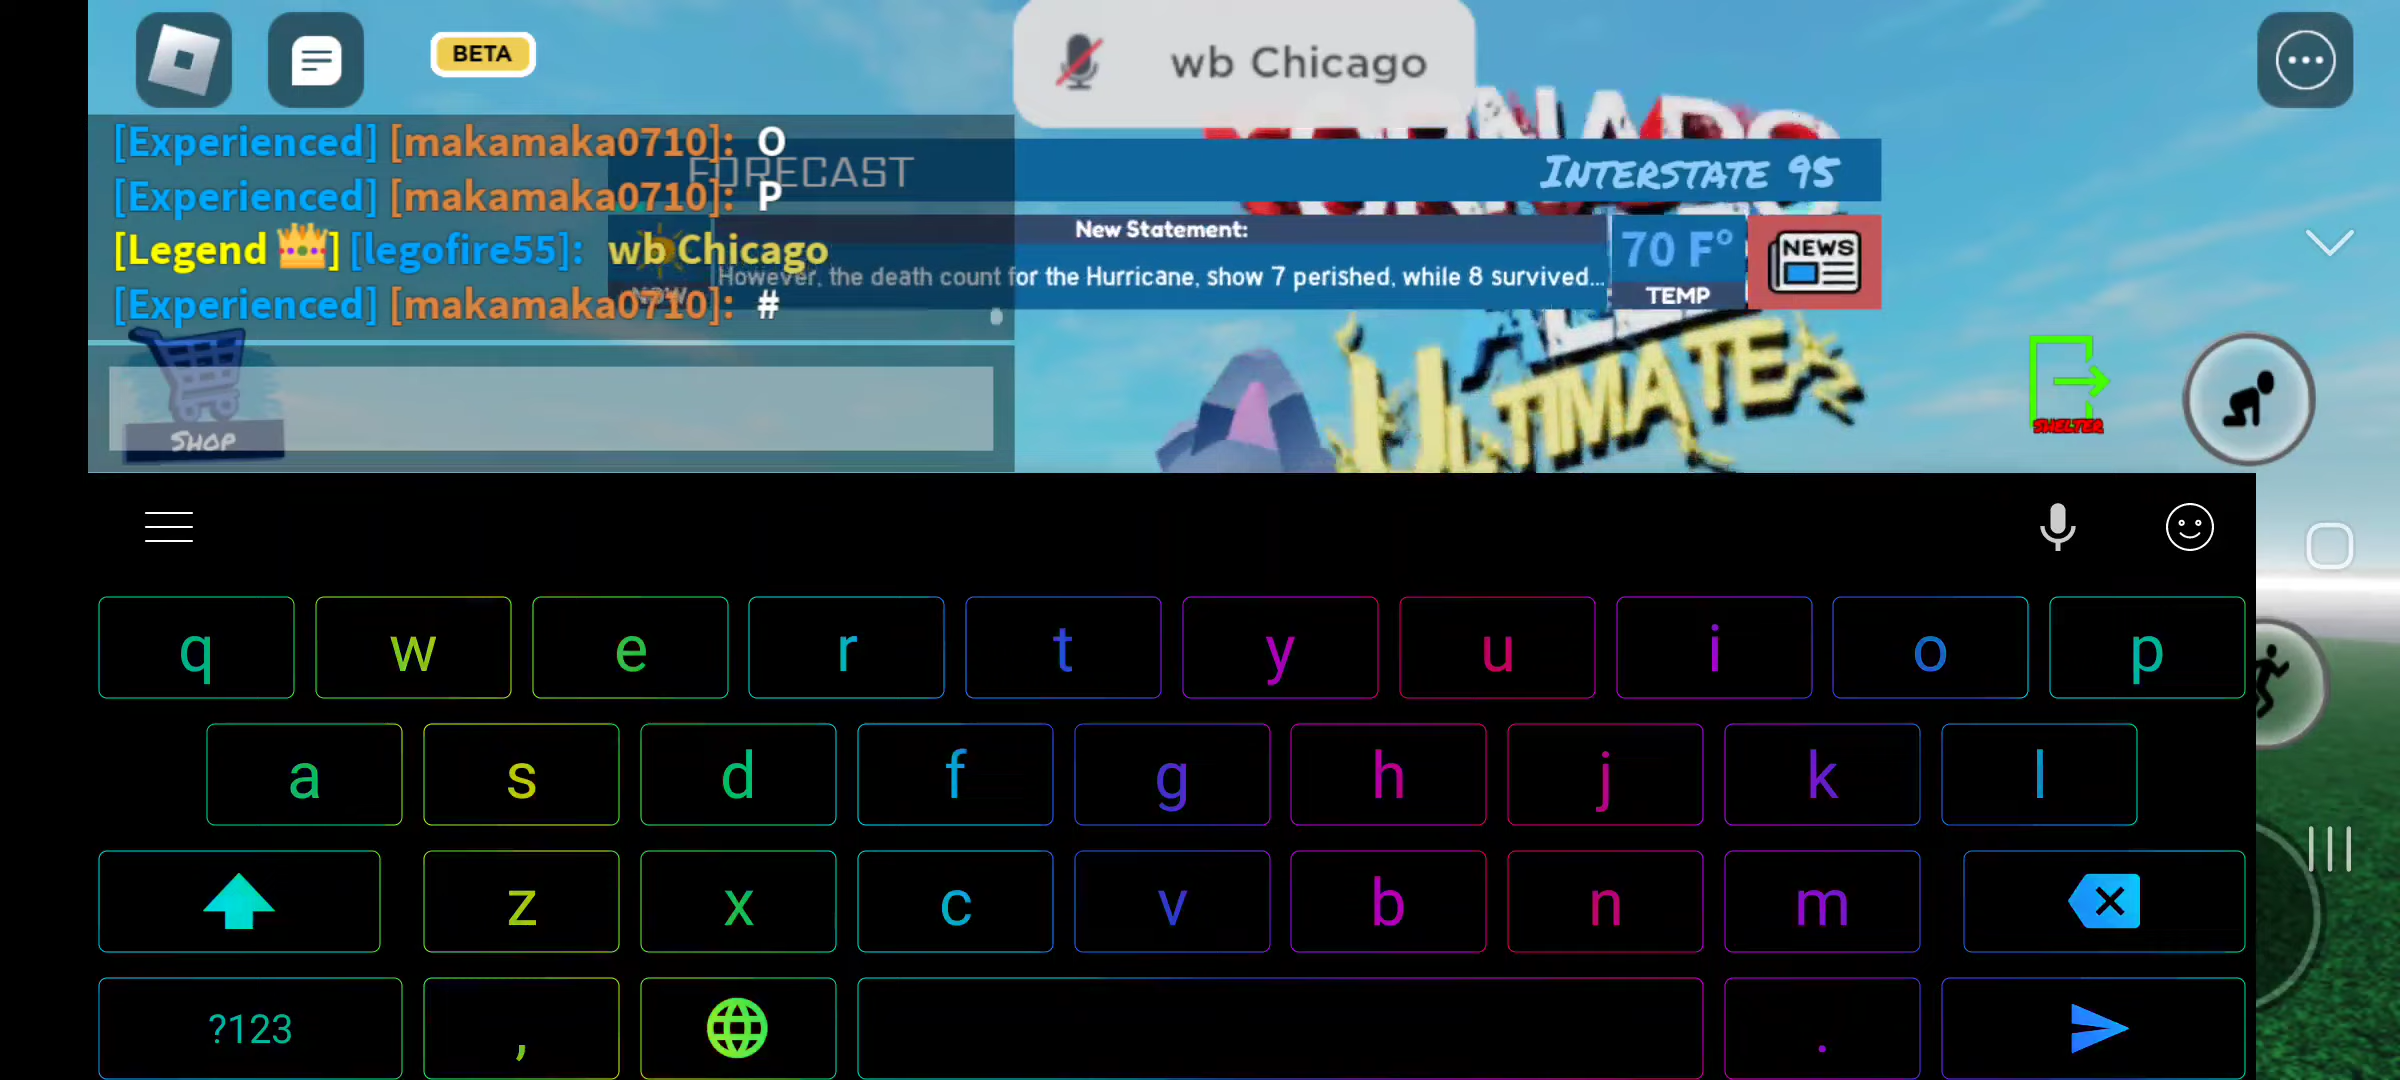 BETA
wb Chicago
[Experienced] [makamaka0710]: O
FORECAST
INTERSTATE 95
[Experienced] [makamaka0710]: P
New Statement:
[Legend 👑] [legofire55]: wb Chicago
70 F°
NEWS
However, the death count for the Hurricane, show 7 perished, while 8 survived...
TEMP
NOW
[Experienced] [makamaka0710]: #
ULTIMATE
SHELTER
SHOP
q w e r t y u i o p
a s d f g h j k l
z x c v b n m
?123 , .